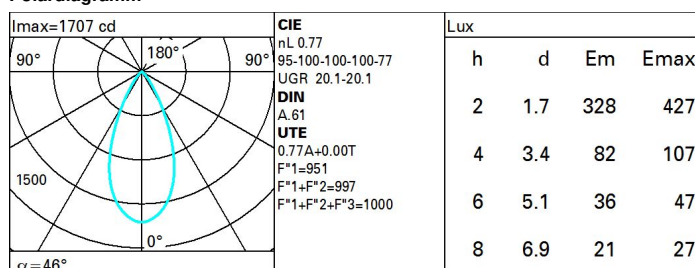 Imax=1707 cd
90°
180°
90°
1500
0°
α=46°
CIE
nL 0.77
95-100-100-100-77
UGR 20.1-20.1
DIN
A.61
UTE
0.77A+0.00T
F"1=951
F"1+F"2=997
F"1+F"2+F"3=1000
Lux
h d Em Emax
2 1.7 328 427
4 3.4 82 107
6 5.1 36 47
8 6.9 21 27